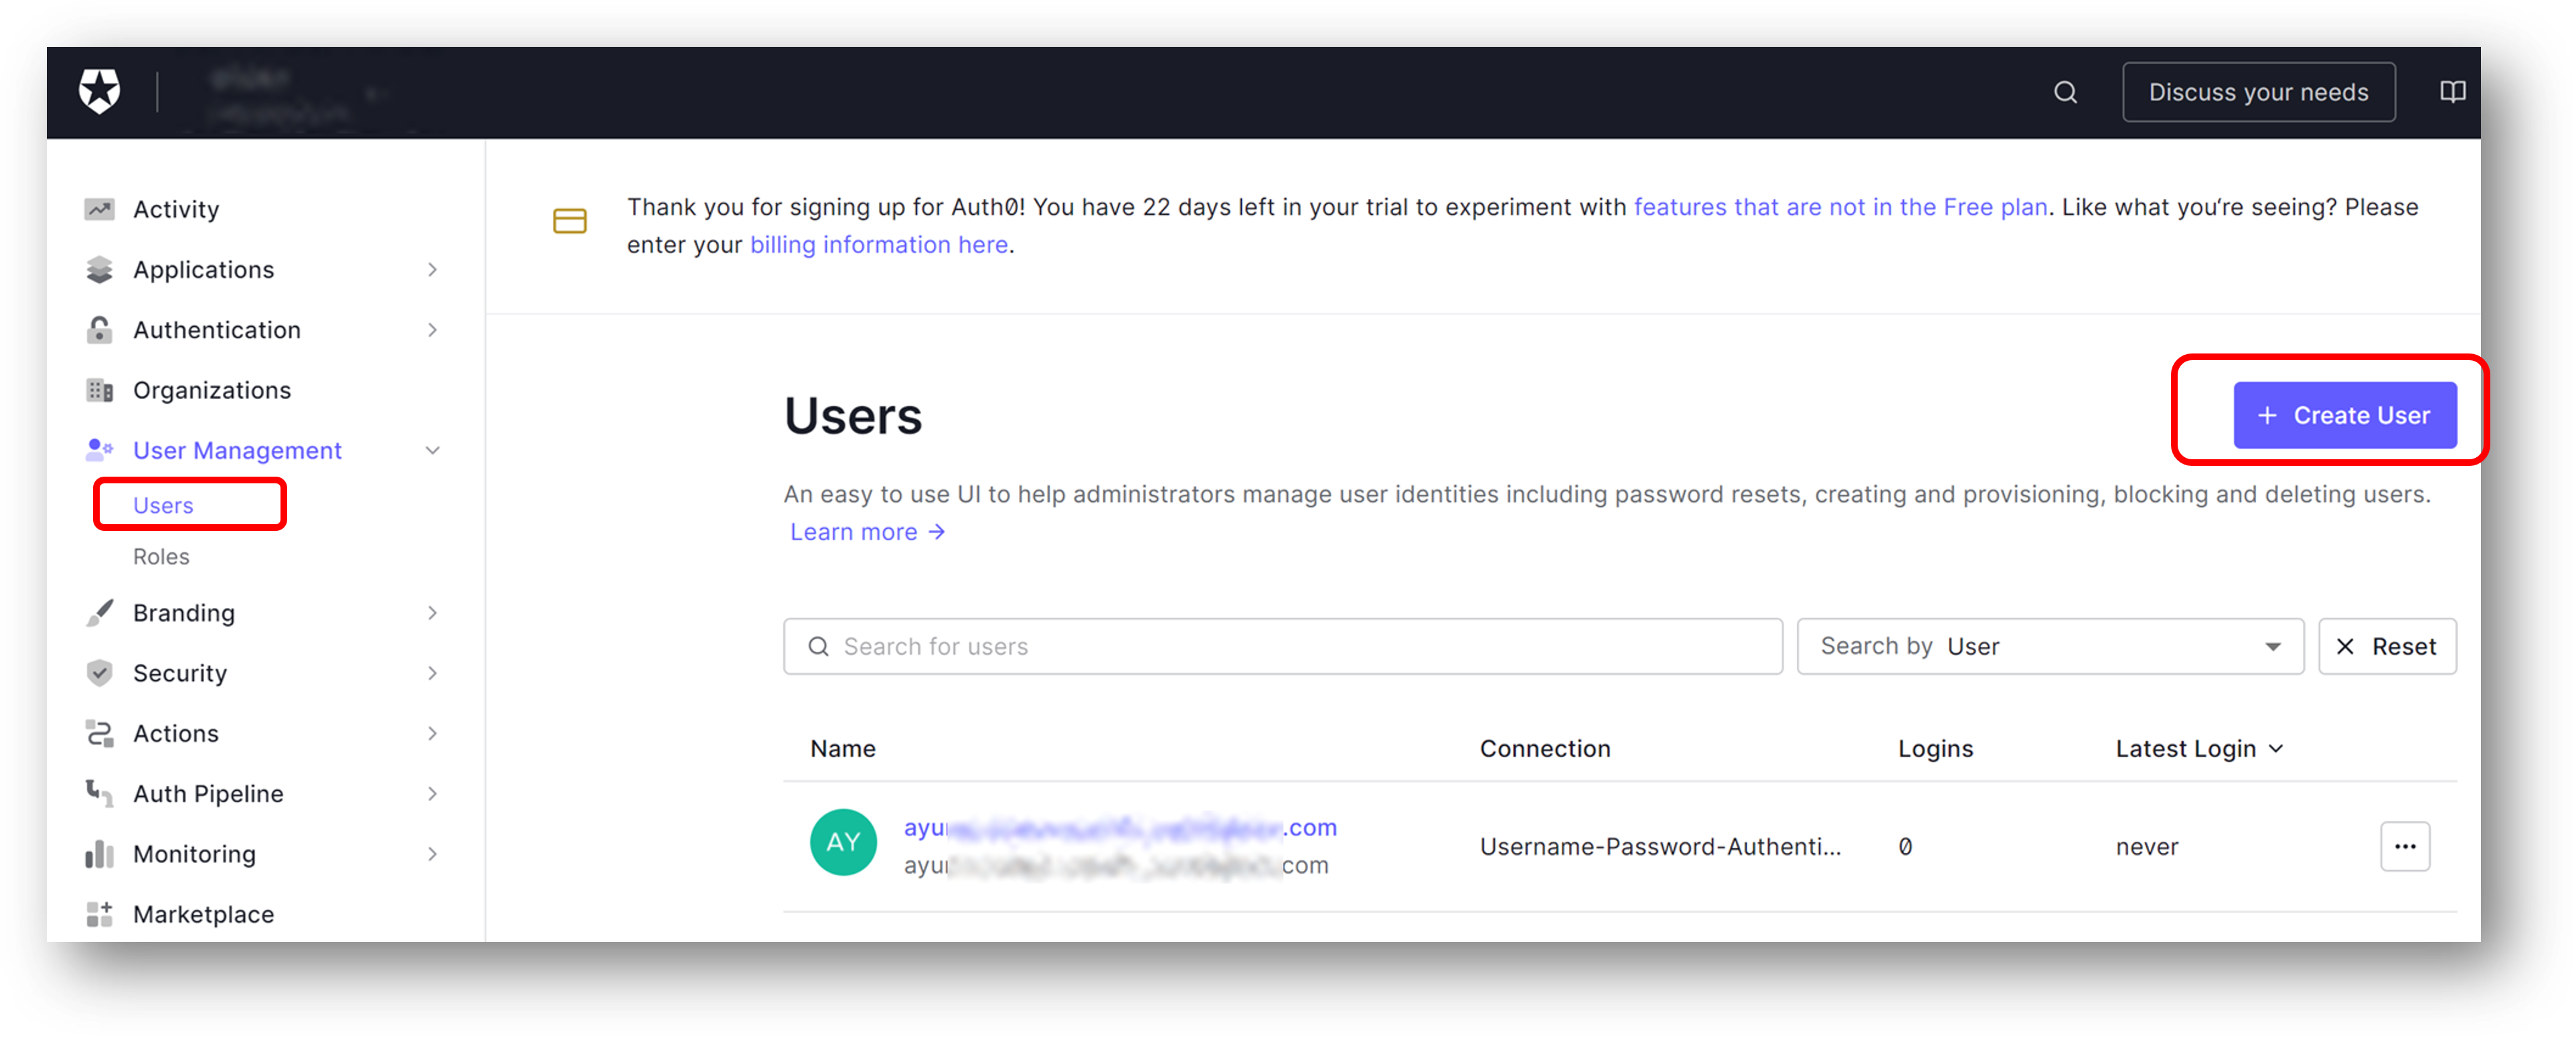 Discuss your needs
Activity
Applications
Authentication
Organizations
User Management
Users
Roles
Branding
Security
Actions
Auth Pipeline
Monitoring
Marketplace
Thank you for signing up for Auth0! You have 22 days left in your trial to experiment with features that are not in the Free plan. Like what you're seeing? Please
enter your billing information here.
Users
+ Create User
An easy to use UI to help administrators manage user identities including password resets, creating and provisioning, blocking and deleting users.
Learn more →
Search for users
Search by User
Reset
Name Connection Logins Latest Login
AY
.com
com
Username-Password-Authenti... 0 never